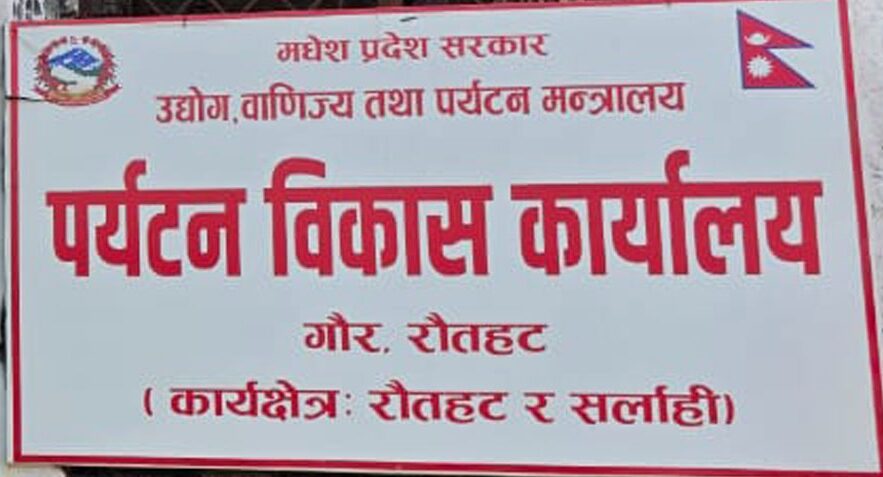 मधेश प्रदेश सरकार
उद्योग,वाणिज्य तथा पर्यटन मन्त्रालय
पर्यटन विकास कार्यालय
गौर, रौतहट
( कार्यक्षेत्रः रौतहट र सर्लाही)